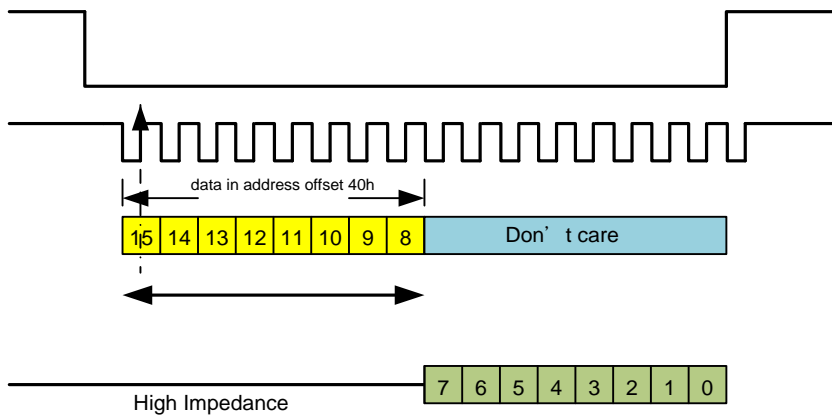 data in address offset 40h
15 14 13 12 11 10 9 8 Don’ t care
7 6 5 4 3 2 1 0
High Impedance